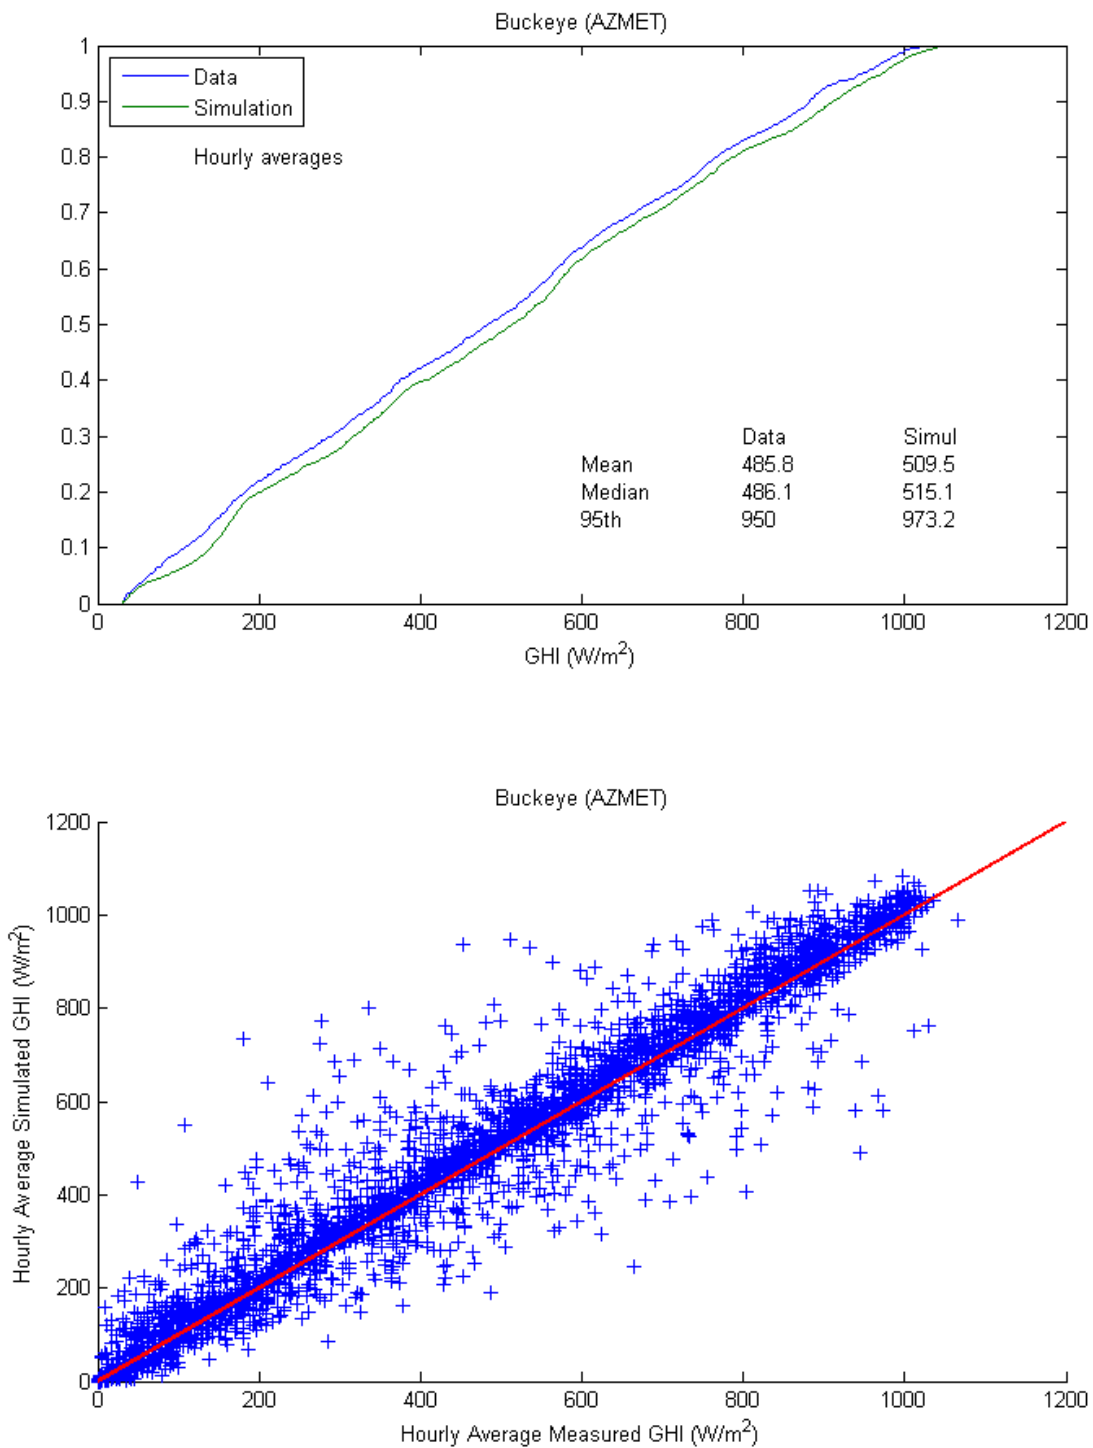 Buckeye (AZMET)
1
0.9
0.8
0.7
0.6
0.5
0.4
0.3
0.2
0.1
0
Data
Simulation
Hourly averages
Data Simul
Mean 485.8 509.5
Median 486.1 515.1
95th 950 973.2
0 200 400 600 800 1000 1200
GHI (W/m²)
Buckeye (AZMET)
Hourly Average Simulated GHI (W/m²)
1200
1000
800
600
400
200
0
0 200 400 600 800 1000 1200
Hourly Average Measured GHI (W/m²)